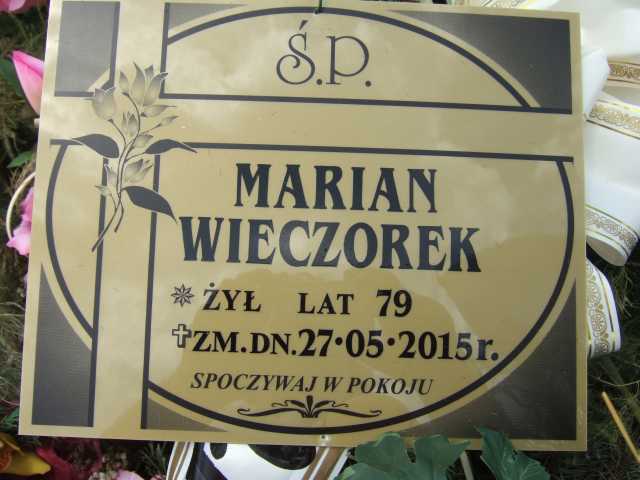 Ś.P.
MARIAN
WIECZOREK
ŻYŁ LAT 79
ZM.DN.27·05·2015r.
SPOCZYWAJ W POKOJU